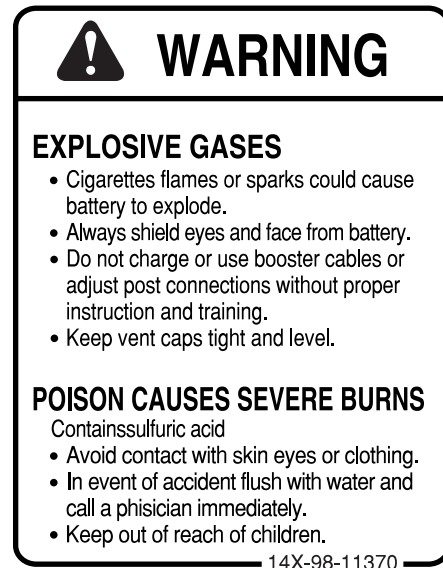 WARNING
EXPLOSIVE GASES
• Cigarettes flames or sparks could cause
battery to explode.
• Always shield eyes and face from battery.
• Do not charge or use booster cables or
adjust post connections without proper
instruction and training.
• Keep vent caps tight and level.
POISON CAUSES SEVERE BURNS
Containssulfuric acid
• Avoid contact with skin eyes or clothing.
• In event of accident flush with water and
call a phisician immediately.
• Keep out of reach of children.
14X-98-11370